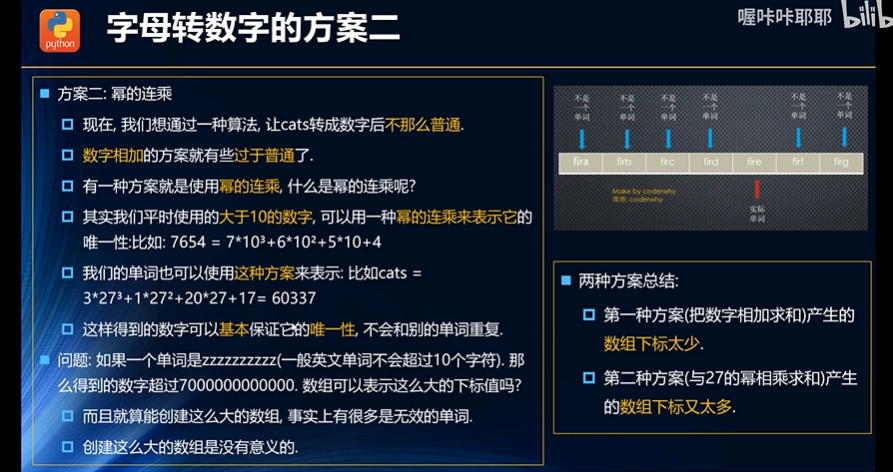 喔咔咔耶耶 bilib
python
字母转数字的方案二
方案二: 幂的连乘
现在, 我们想通过一种算法, 让cats转成数字后不那么普通.
数字相加的方案就有些过于普通了.
有一种方案就是使用幂的连乘, 什么是幂的连乘呢?
其实我们平时使用的大于10的数字, 可以用一种幂的连乘来表示它的
唯一性:比如: 7654 = 7*10³+6*10²+5*10+4
我们的单词也可以使用这种方案来表示: 比如cats =
3*27³+1*27²+20*27+17= 60337
这样得到的数字可以基本保证它的唯一性, 不会和别的单词重复.
问题: 如果一个单词是zzzzzzzzzz(一般英文单词不会超过10个字符). 那
么得到的数字超过7000000000000. 数组可以表示这么大的下标值吗?
而且就算能创建这么大的数组, 事实上有很多是无效的单词.
创建这么大的数组是没有意义的.
不是一个单词 不是一个单词 不是一个单词 不是一个单词 不是一个单词 不是一个单词
fira firb firc fird fire firf firg
Make by coderwhy
微博: coderwhy
实际
单词
两种方案总结:
第一种方案(把数字相加求和)产生的
数组下标太少.
第二种方案(与27的幂相乘求和)产生
的数组下标又太多.